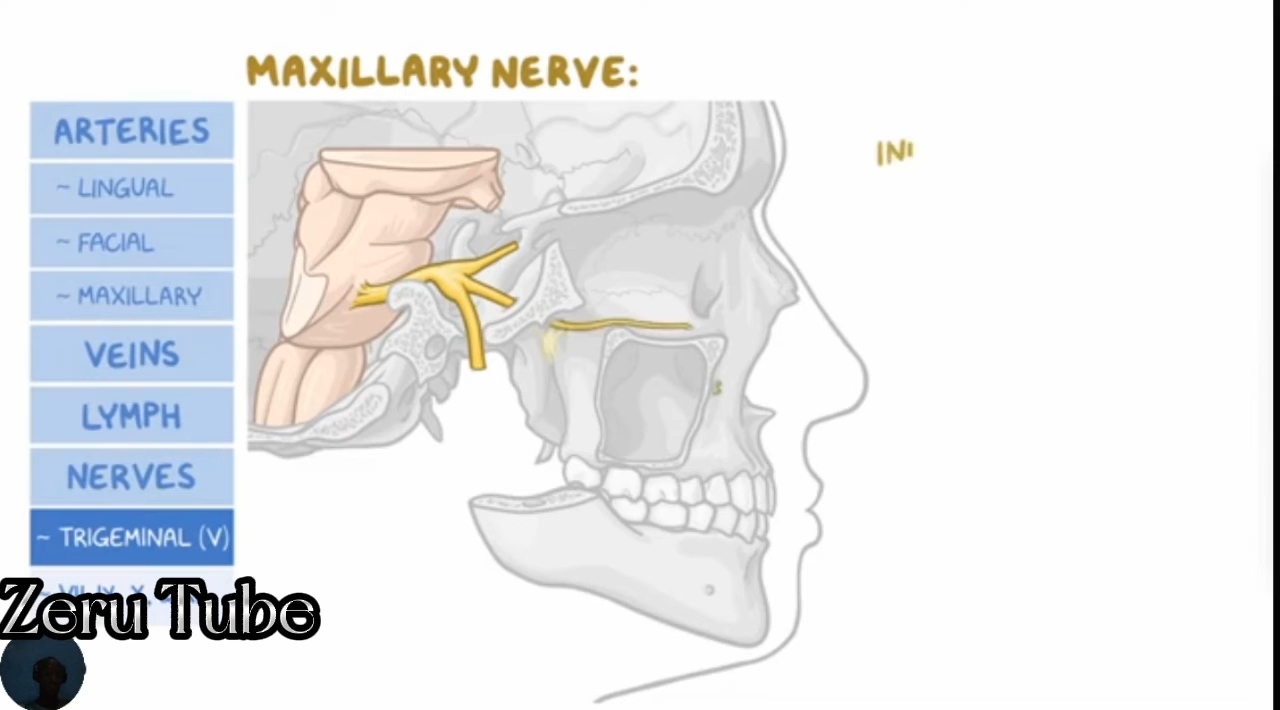 MAXILLARY NERVE:
ARTERIES
~ LINGUAL
~ FACIAL
~ MAXILLARY
VEINS
LYMPH
NERVES
~ TRIGEMINAL (V)
Zeru Tube